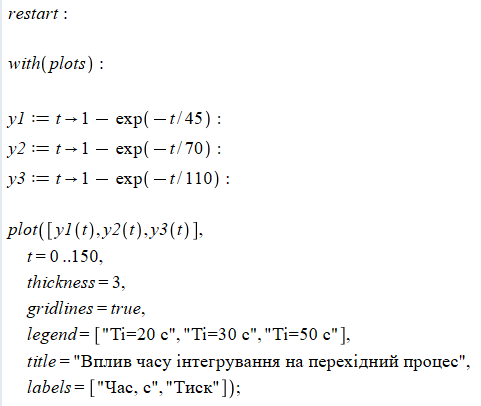 restart :
with(plots) :
y1 := t→1 − exp(−t/45) :
y2 := t→1 − exp(−t/70) :
y3 := t→1 − exp(−t/110) :
plot([y1(t),y2(t),y3(t)],
t=0..150,
thickness=3,
gridlines=true,
legend=["Ti=20 c","Ti=30 c","Ti=50 c"],
title="Вплив часу інтегрування на перехідний процес",
labels=["Час, с","Тиск"]);